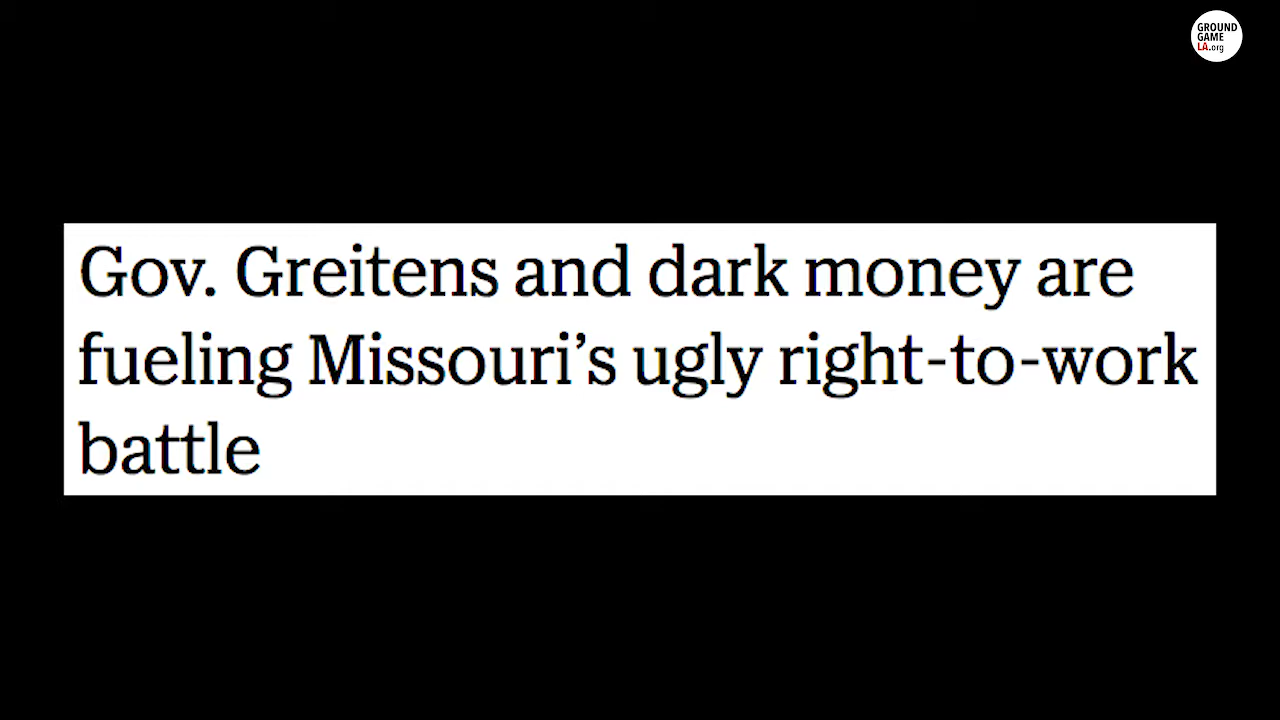 GROUND
GAME
LA.org
Gov. Greitens and dark money are
fueling Missouri’s ugly right-to-work
battle